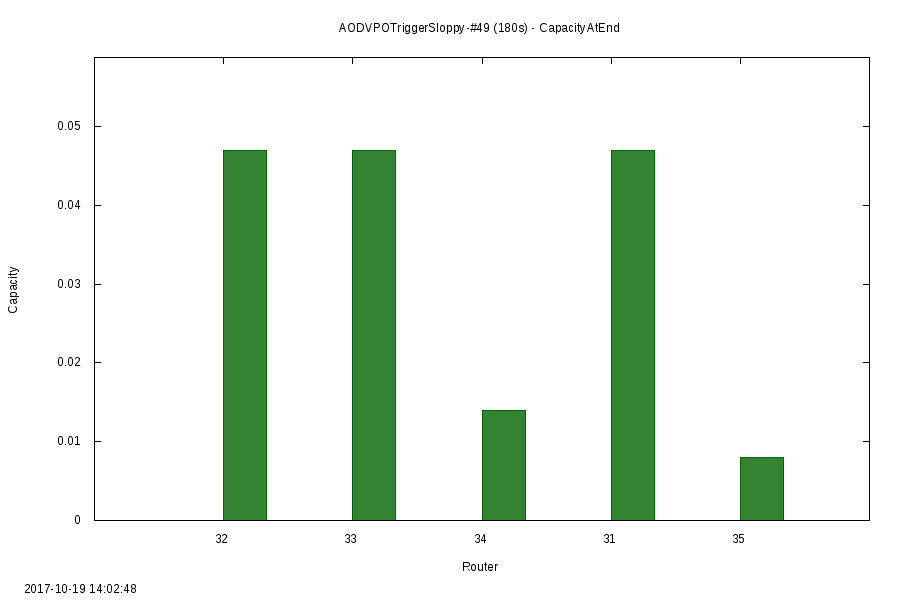 AODVPOTriggerSloppy-#49 (180s) - CapacityAtEnd
0.05
0.04
0.03
0.02
0.01
0
Capacity
32 33 34 31 35
Router
2017-10-19 14:02:48